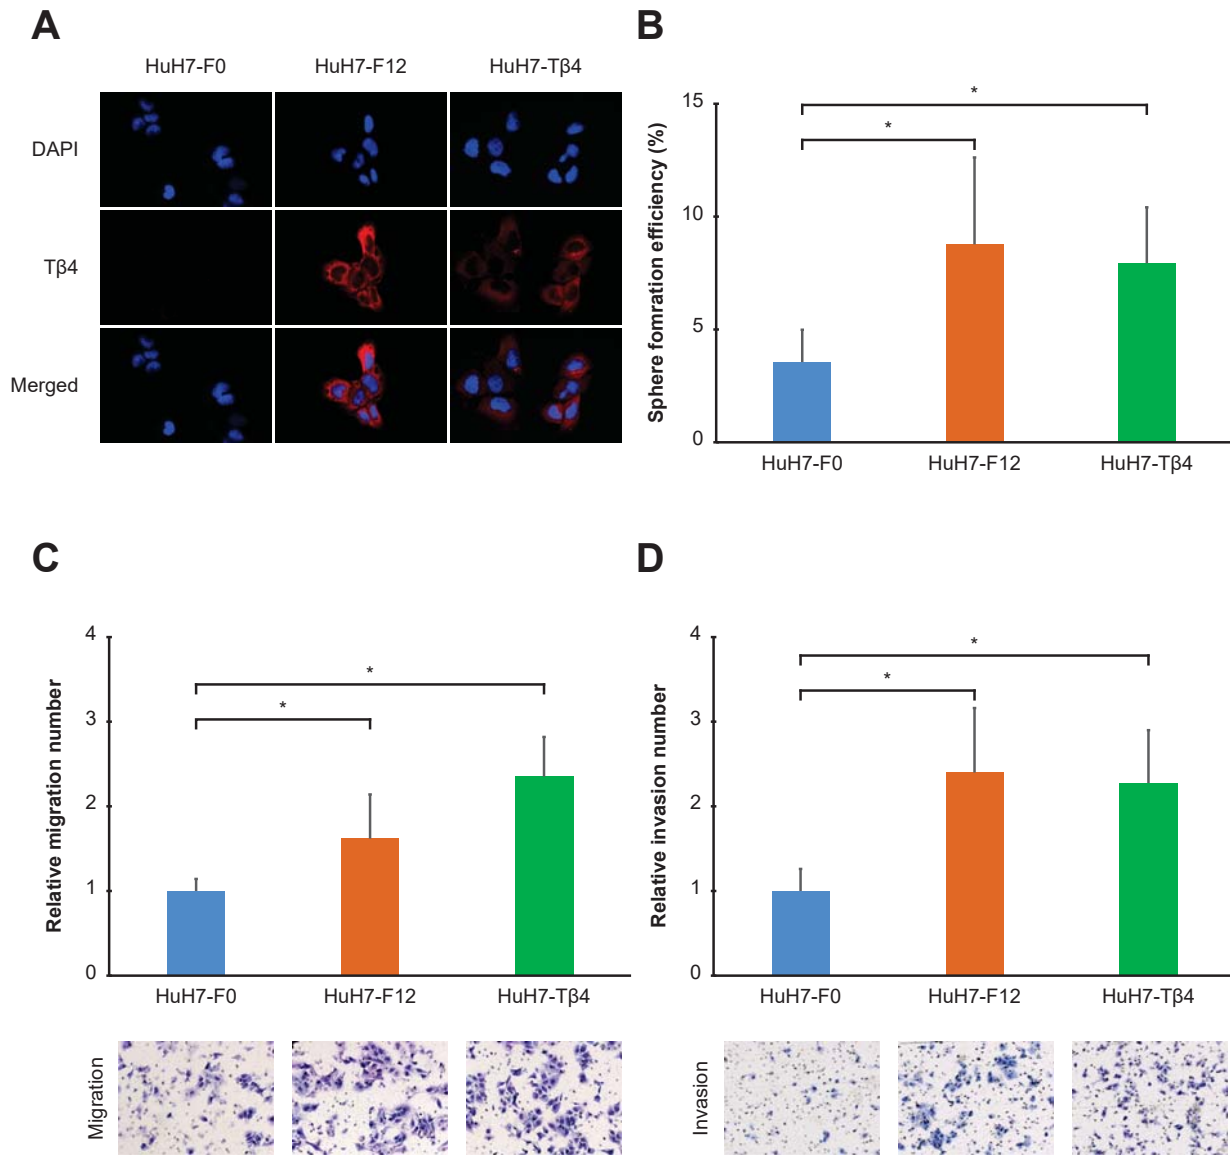 A
HuH7-F0 HuH7-F12 HuH7-Tβ4
DAPI
Tβ4
Merged
B
Sphere fomration efficiency (%)
15
10
5
0
* *
HuH7-F0 HuH7-F12 HuH7-Tβ4
C
Relative migration number
4
3
2
1
0
* *
HuH7-F0 HuH7-F12 HuH7-Tβ4
Migration
D
Relative invasion number
4
3
2
1
0
* *
HuH7-F0 HuH7-F12 HuH7-Tβ4
Invasion